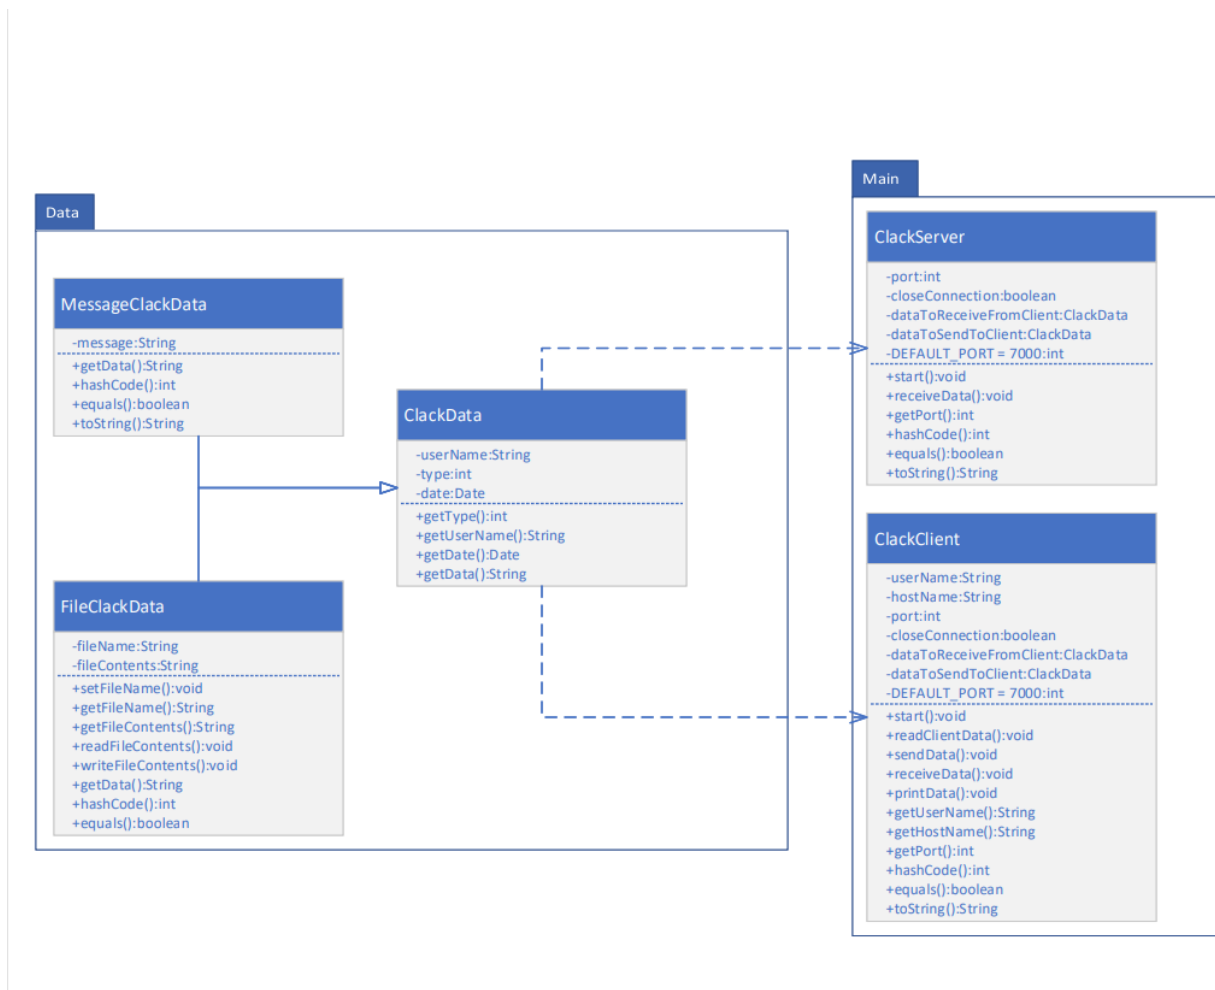 Data
MessageClackData
-message:String
+getData():String
+hashCode():int
+equals():boolean
+toString():String
FileClackData
-fileName:String
-fileContents:String
+setFileName():void
+getFileName():String
+getFileContents():String
+readFileContents():void
+writeFileContents():void
+getData():String
+hashCode():int
+equals():boolean
ClackData
-userName:String
-type:int
-date:Date
+getType():int
+getUserName():String
+getDate():Date
+getData():String
Main
ClackServer
-port:int
-closeConnection:boolean
-dataToReceiveFromClient:ClackData
-dataToSendToClient:ClackData
-DEFAULT_PORT = 7000:int
+start():void
+receiveData():void
+getPort():int
+hashCode():int
+equals():boolean
+toString():String
ClackClient
-userName:String
-hostName:String
-port:int
-closeConnection:boolean
-dataToReceiveFromClient:ClackData
-dataToSendToClient:ClackData
-DEFAULT_PORT = 7000:int
+start():void
+readClientData():void
+sendData():void
+receiveData():void
+printData():void
+getUserName():String
+getHostName():String
+getPort():int
+hashCode():int
+equals():boolean
+toString():String